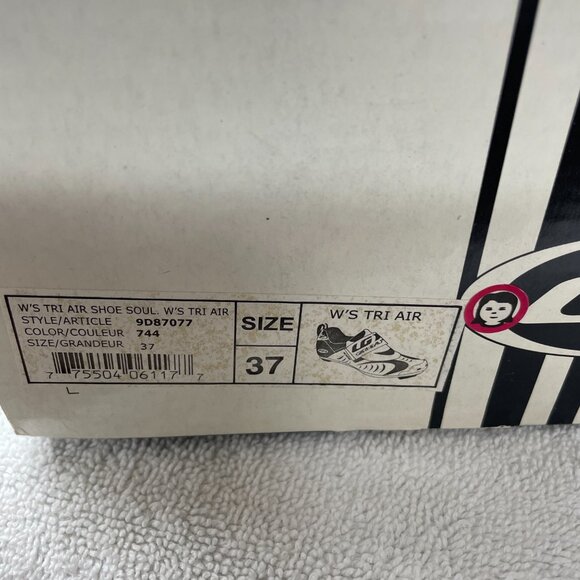 W'S TRI AIR SHOE SOUL. W'S TRI AIR
STYLE/ARTICLE 9D87077
COLOR/COULEUR 744
SIZE/GRANDEUR 37
7 75504 06117 7
SIZE
37
W'S TRI AIR
LG